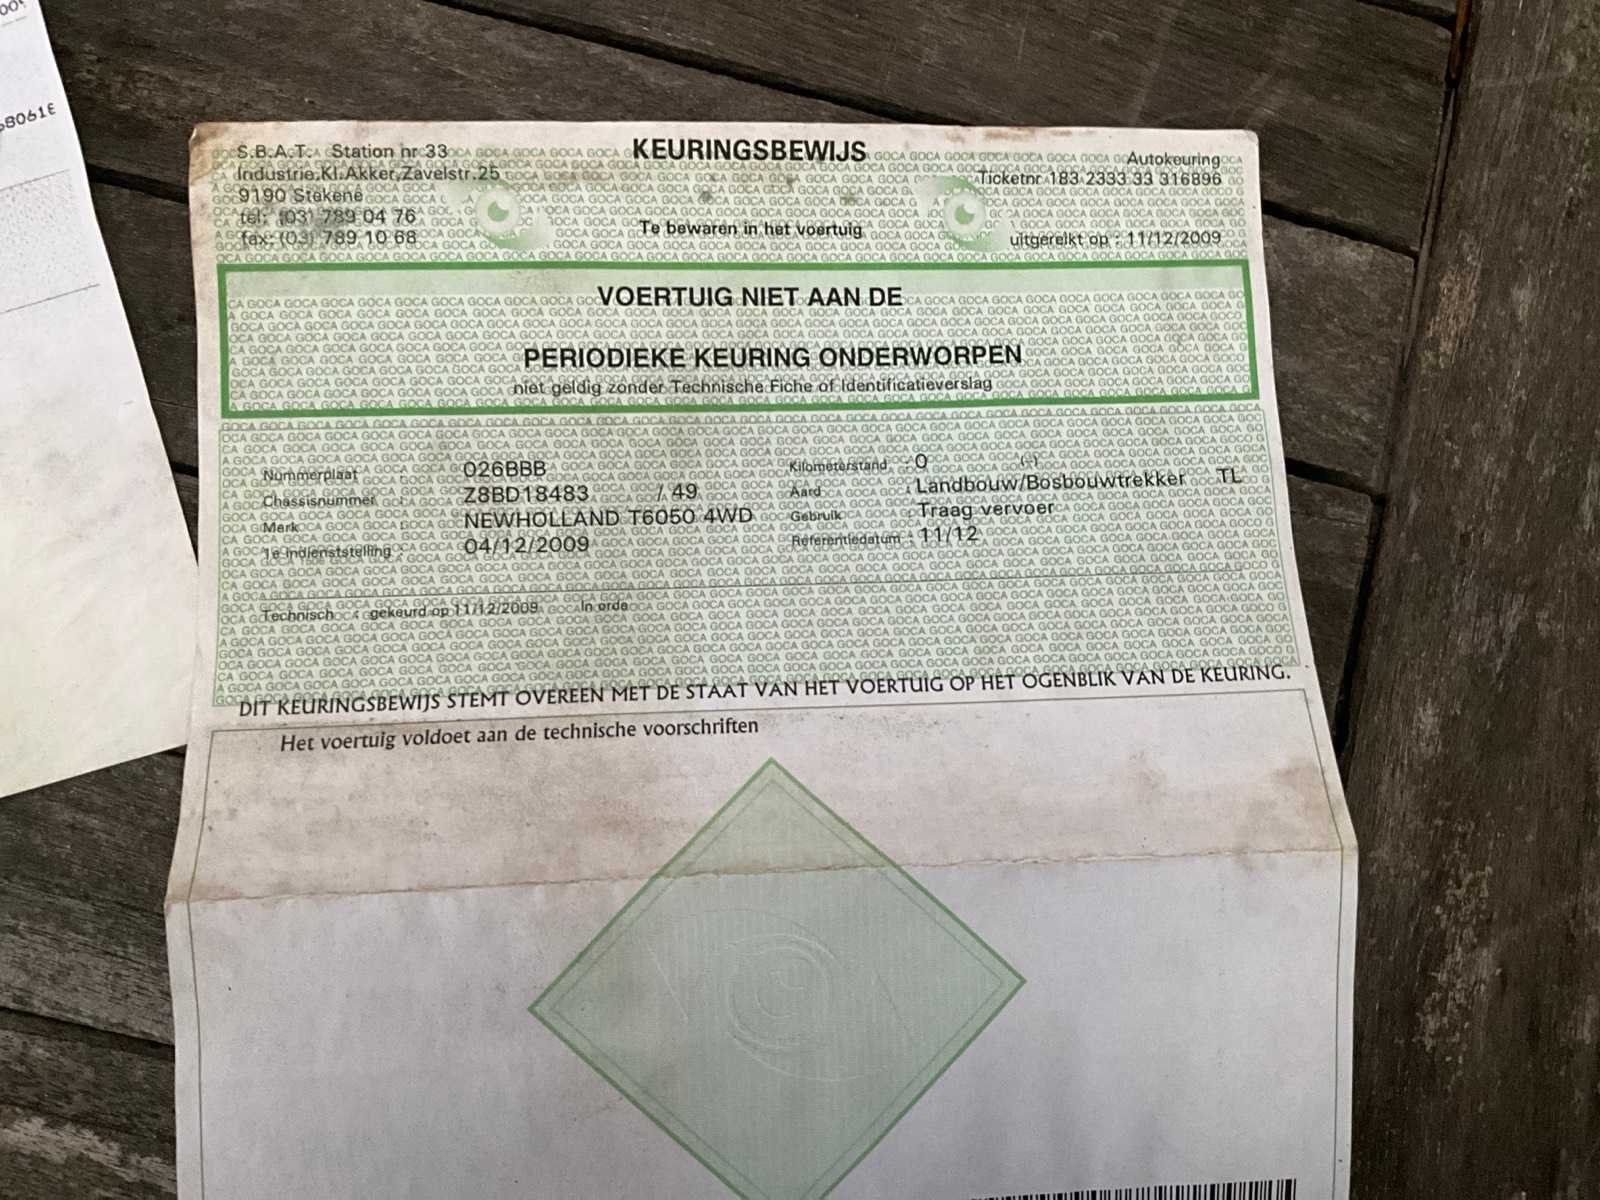 68061E
S.B.A.T. Station nr 33
KEURINGSBEWIJS
Autokeuring
Industrie.Kl.Akker,Zavelstr.25
Ticketnr 183 2333 33 316896
9190 Stekene
tel: (03) 789 04 76
Te bewaren in het voertuig
fax: (03) 789 10 68
uitgereikt op : 11/12/2009
VOERTUIG NIET AAN DE
PERIODIEKE KEURING ONDERWORPEN
niet geldig zonder Technische Fiche of Identificatieverslag
Nummerplaat : 026BBB Kilometerstand : 0 (-)
Chassisnummer : Z8BD18483 / 49 Aard : Landbouw/Bosbouwtrekker TL
Merk : NEWHOLLAND T6050 4WD Gebruik : Traag vervoer
1e Indienststelling : 04/12/2009 Referentiedatum : 11/12
Technisch : gekeurd op 11/12/2009 In orde
DIT KEURINGSBEWIJS STEMT OVEREEN MET DE STAAT VAN HET VOERTUIG OP HET OGENBLIK VAN DE KEURING.
Het voertuig voldoet aan de technische voorschriften